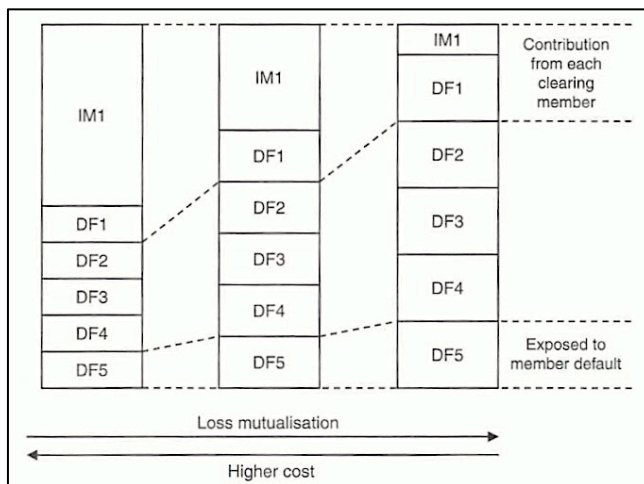 IM1
DF1
DF2
DF3
DF4
DF5
IM1
DF1
DF2
DF3
DF4
DF5
IM1
DF1
DF2
DF3
DF4
DF5
Contribution
from each
clearing
member
Exposed to
member default
Loss mutualisation
Higher cost